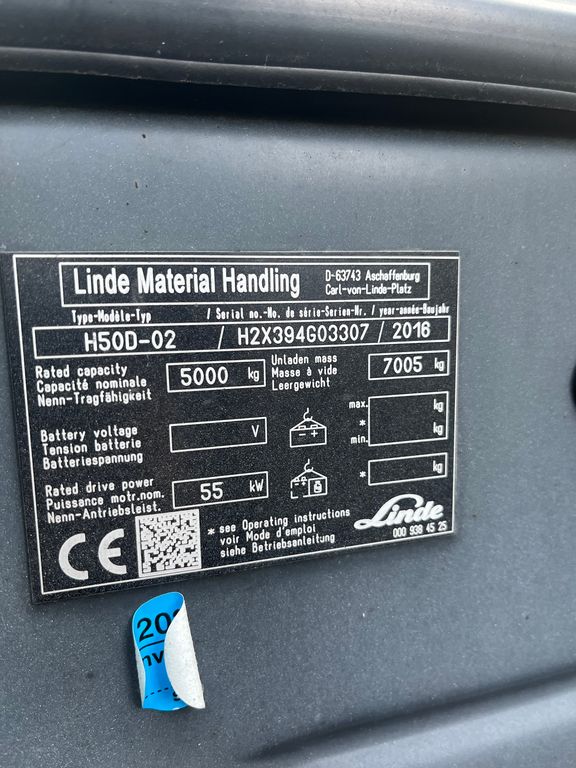 Linde Material Handling
D-63743 Aschaffenburg
Carl-von-Linde-Platz
Type-Modèle-Typ / Serial no.-No. de série-Serien-Nr. / year-année-Baujahr
H50D-02 / H2X394G03307 / 2016
Rated capacity
Capacité nominale
Nenn-Tragfähigkeit
5000 kg
Unladen mass
Masse à vide
Leergewicht
7005 kg
Battery voltage
Tension batterie
Batteriespannung
V
- +
max. kg
*
min. kg
Rated drive power
Puissance motr.nom.
Nenn-Antriebsleist.
55 kW
* kg
CE
* see Operating instructions
voir Mode d'emploi
siehe Betriebsanleitung
Linde
000 938 45 25